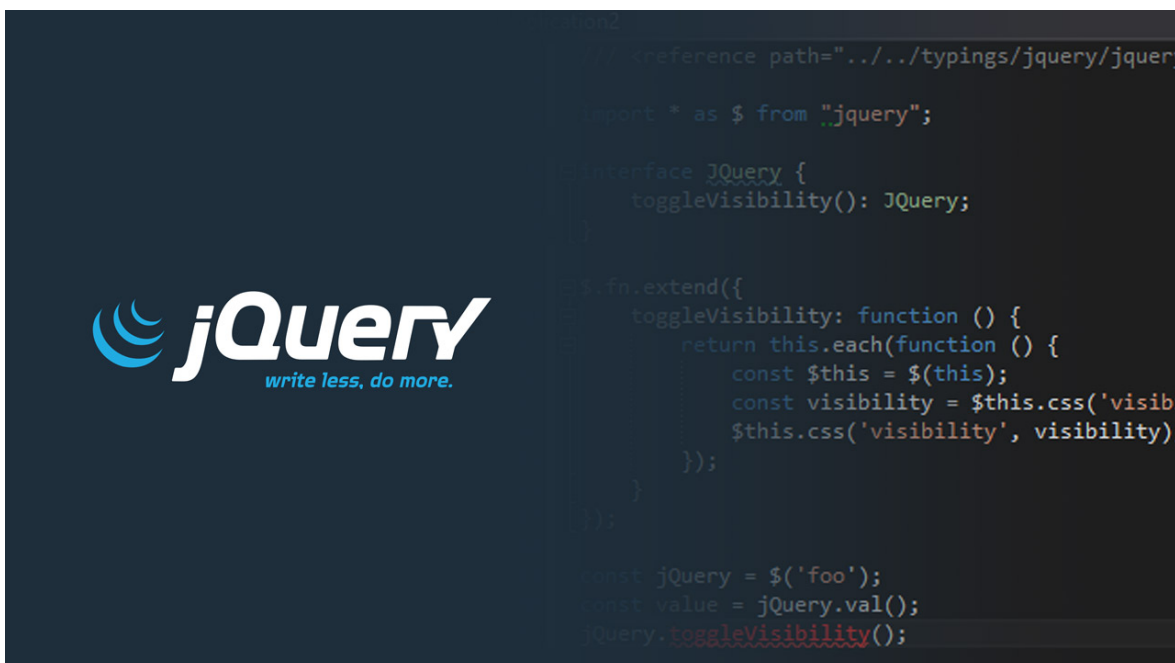 jQuery
write less, do more.
/// <reference path="../../typings/jquery/jquery
import * as $ from "jquery";
interface JQuery {
toggleVisibility(): JQuery;
}
$.fn.extend({
toggleVisibility: function () {
return this.each(function () {
const $this = $(this);
const visibility = $this.css('visib
$this.css('visibility', visibility)
});
}
});
const jQuery = $('foo');
const value = jQuery.val();
jQuery.toggleVisibility();